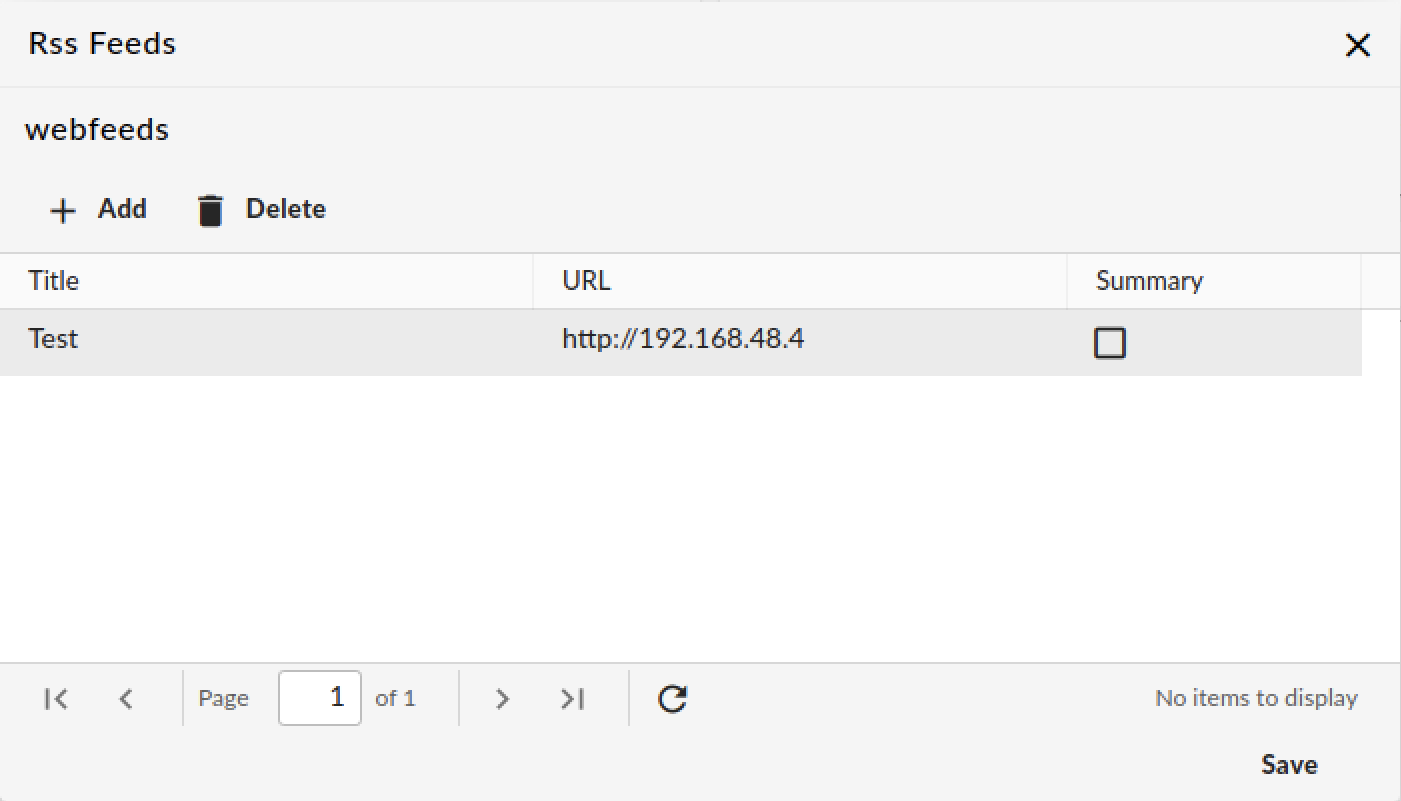 Rss Feeds
webfeeds
Add Delete
Title URL Summary
Test http://192.168.48.4
Page 1 of 1 No items to display
Save